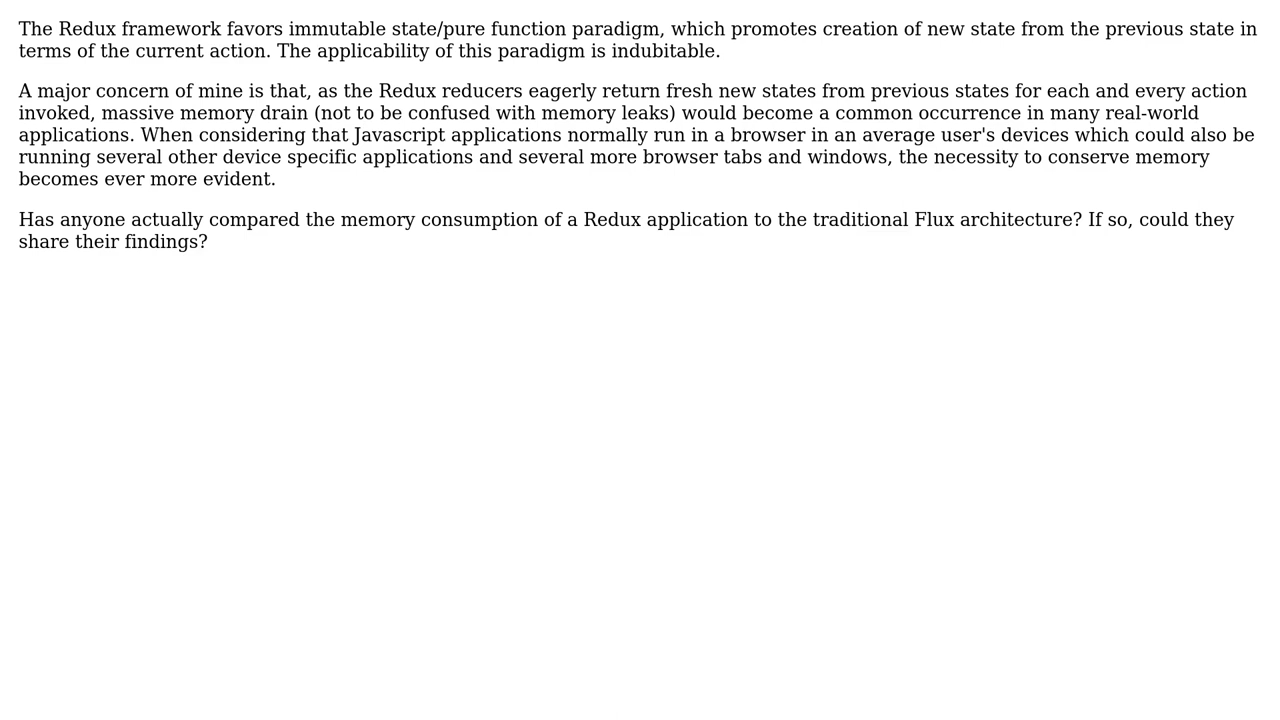 The Redux framework favors immutable state/pure function paradigm, which promotes creation of new state from the previous state in
terms of the current action. The applicability of this paradigm is indubitable.
A major concern of mine is that, as the Redux reducers eagerly return fresh new states from previous states for each and every action
invoked, massive memory drain (not to be confused with memory leaks) would become a common occurrence in many real-world
applications. When considering that Javascript applications normally run in a browser in an average user's devices which could also be
running several other device specific applications and several more browser tabs and windows, the necessity to conserve memory
becomes ever more evident.
Has anyone actually compared the memory consumption of a Redux application to the traditional Flux architecture? If so, could they
share their findings?